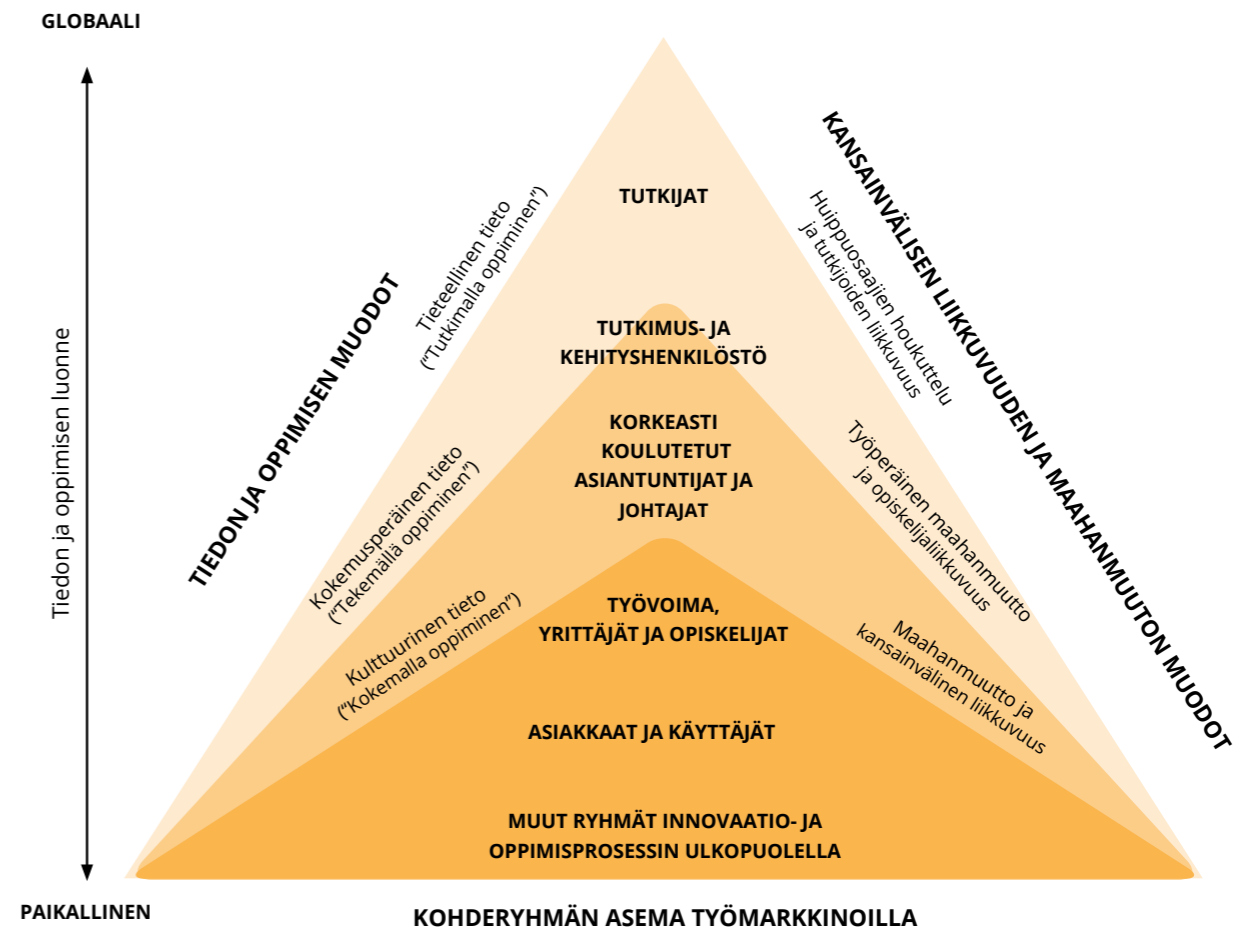 GLOBAALI
Tiedon ja oppimisen luonne
PAIKALLINEN
TIEDON JA OPPIMISEN MUODOT
Tieteellinen tieto
(“Tutkimalla oppiminen”)
Kokemusperäinen tieto
(“Tekemällä oppiminen”)
Kulttuurinen tieto
(“Kokemalla oppiminen”)
TUTKIJAT
TUTKIMUS- JA
KEHITYSHENKILÖSTÖ
KORKEASTI
KOULUTETUT
ASIANTUNTIJAT JA
JOHTAJAT
TYÖVOIMA,
YRITTÄJÄT JA OPISKELIJAT
ASIAKKAAT JA KÄYTTÄJÄT
MUUT RYHMÄT INNOVAATIO- JA
OPPIMISPROSESSIN ULKOPUOLELLA
KANSAINVÄLISEN LIIKKUVUUDEN JA MAAHANMUUTON MUODOT
Huippuosaajien houkuttelu
ja tutkijoiden liikkuvuus
Työperäinen maahanmuutto
ja opiskelijaliikkuvuus
Maahanmuutto ja
kansainvälinen liikkuvuus
KOHDERYHMÄN ASEMA TYÖMARKKINOILLA